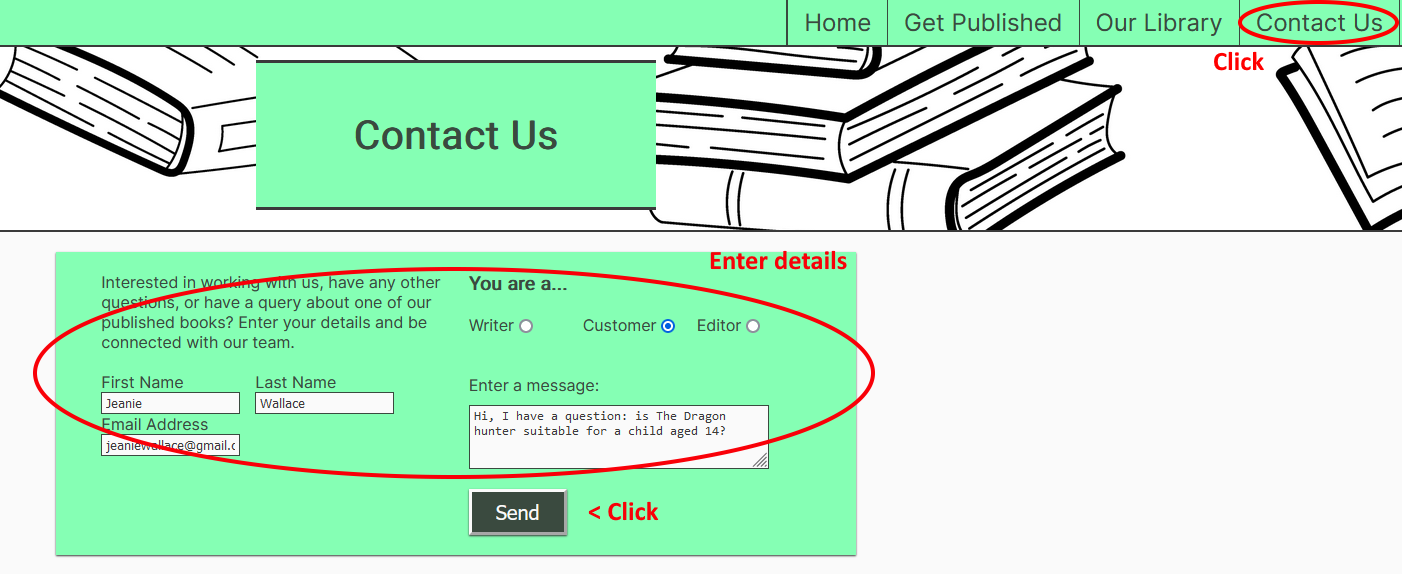 Home Get Published Our Library Contact Us
Click
Contact Us
Enter details
Interested in working with us, have any other
questions, or have a query about one of our
published books? Enter your details and be
connected with our team.
First Name Last Name
Jeanie Wallace
Email Address
jeaniewallace@gmail.c
You are a...
Writer Customer Editor
Enter a message:
Hi, I have a question: is The Dragon
hunter suitable for a child aged 14?
Send < Click